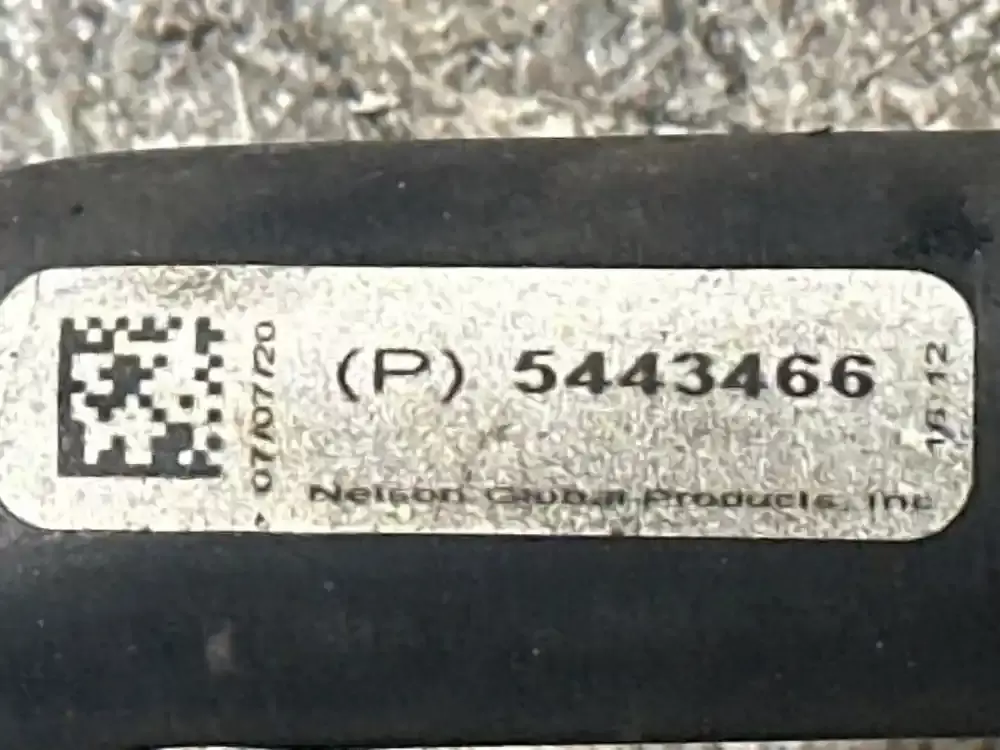 07/07/20
(P) 5443466
Nelson Global Products, Inc